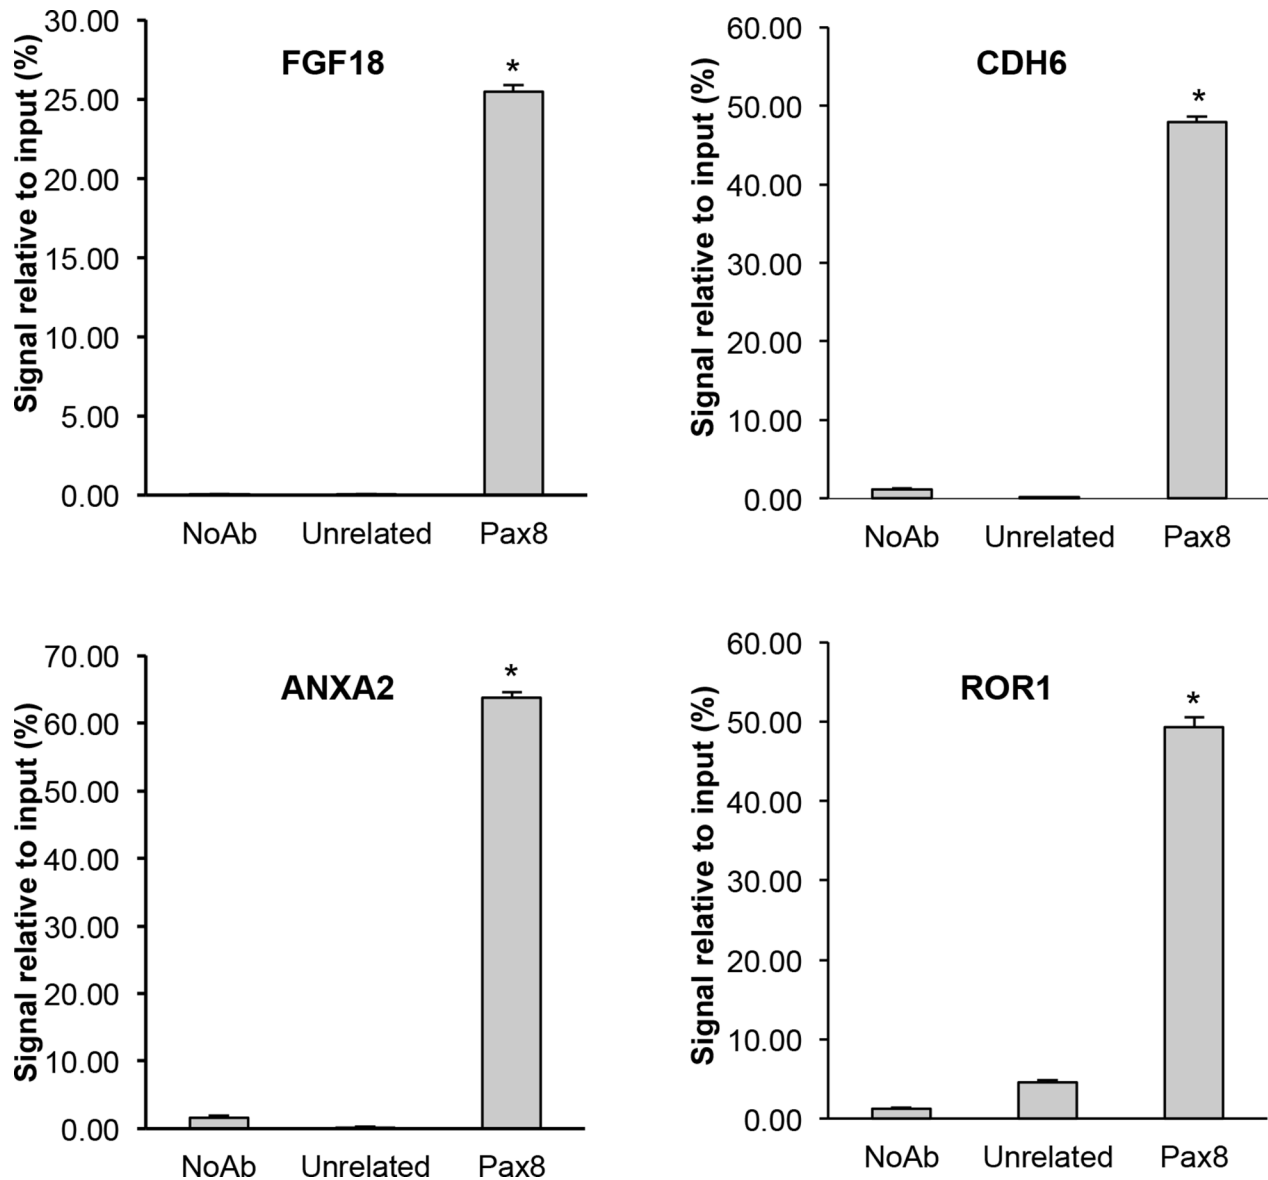 FGF18
Signal relative to input (%)
30.00
25.00
20.00
15.00
10.00
5.00
0.00
*
NoAb Unrelated Pax8
CDH6
Signal relative to input (%)
60.00
50.00
40.00
30.00
20.00
10.00
0.00
*
NoAb Unrelated Pax8
ANXA2
Signal relative to input (%)
70.00
60.00
50.00
40.00
30.00
20.00
10.00
0.00
*
NoAb Unrelated Pax8
ROR1
Signal relative to input (%)
60.00
50.00
40.00
30.00
20.00
10.00
0.00
*
NoAb Unrelated Pax8